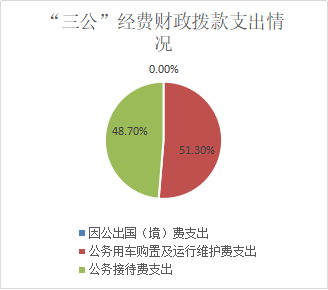 “三公”经费财政拨款支出情
况
0.00%
48.70%
51.30%
因公出国（境）费支出
公务用车购置及运行维护费支出
公务接待费支出